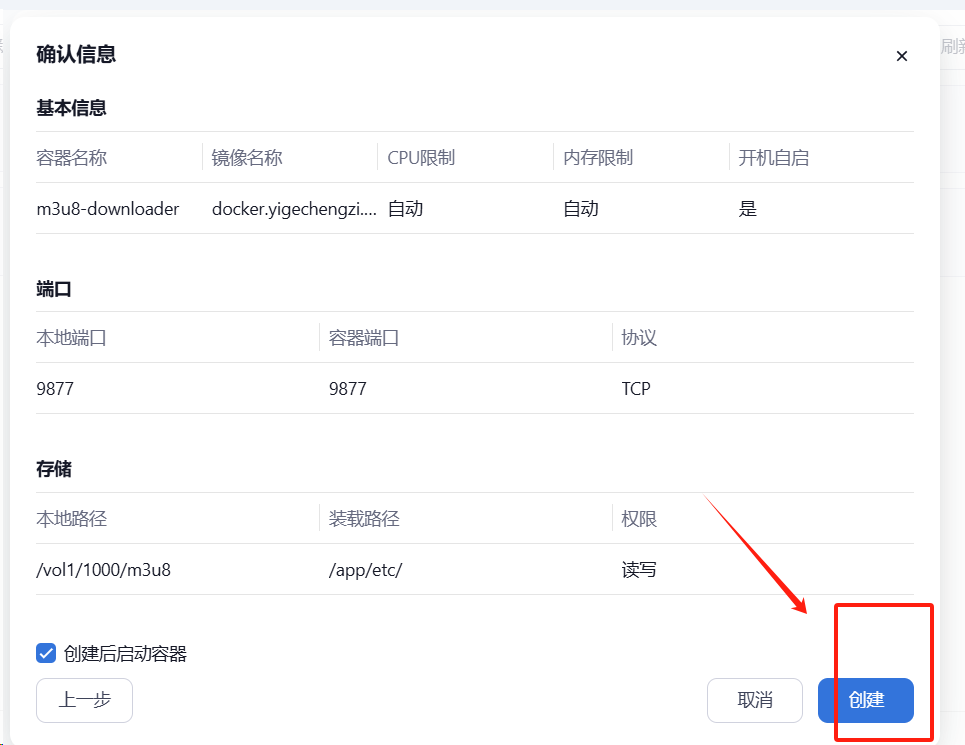 确认信息
刷新
基本信息
容器名称 镜像名称 CPU限制 内存限制 开机自启
m3u8-downloader docker.yigechengzi.... 自动 自动 是
端口
本地端口 容器端口 协议
9877 9877 TCP
存储
本地路径 装载路径 权限
/vol1/1000/m3u8 /app/etc/ 读写
创建后启动容器
上一步 取消 创建